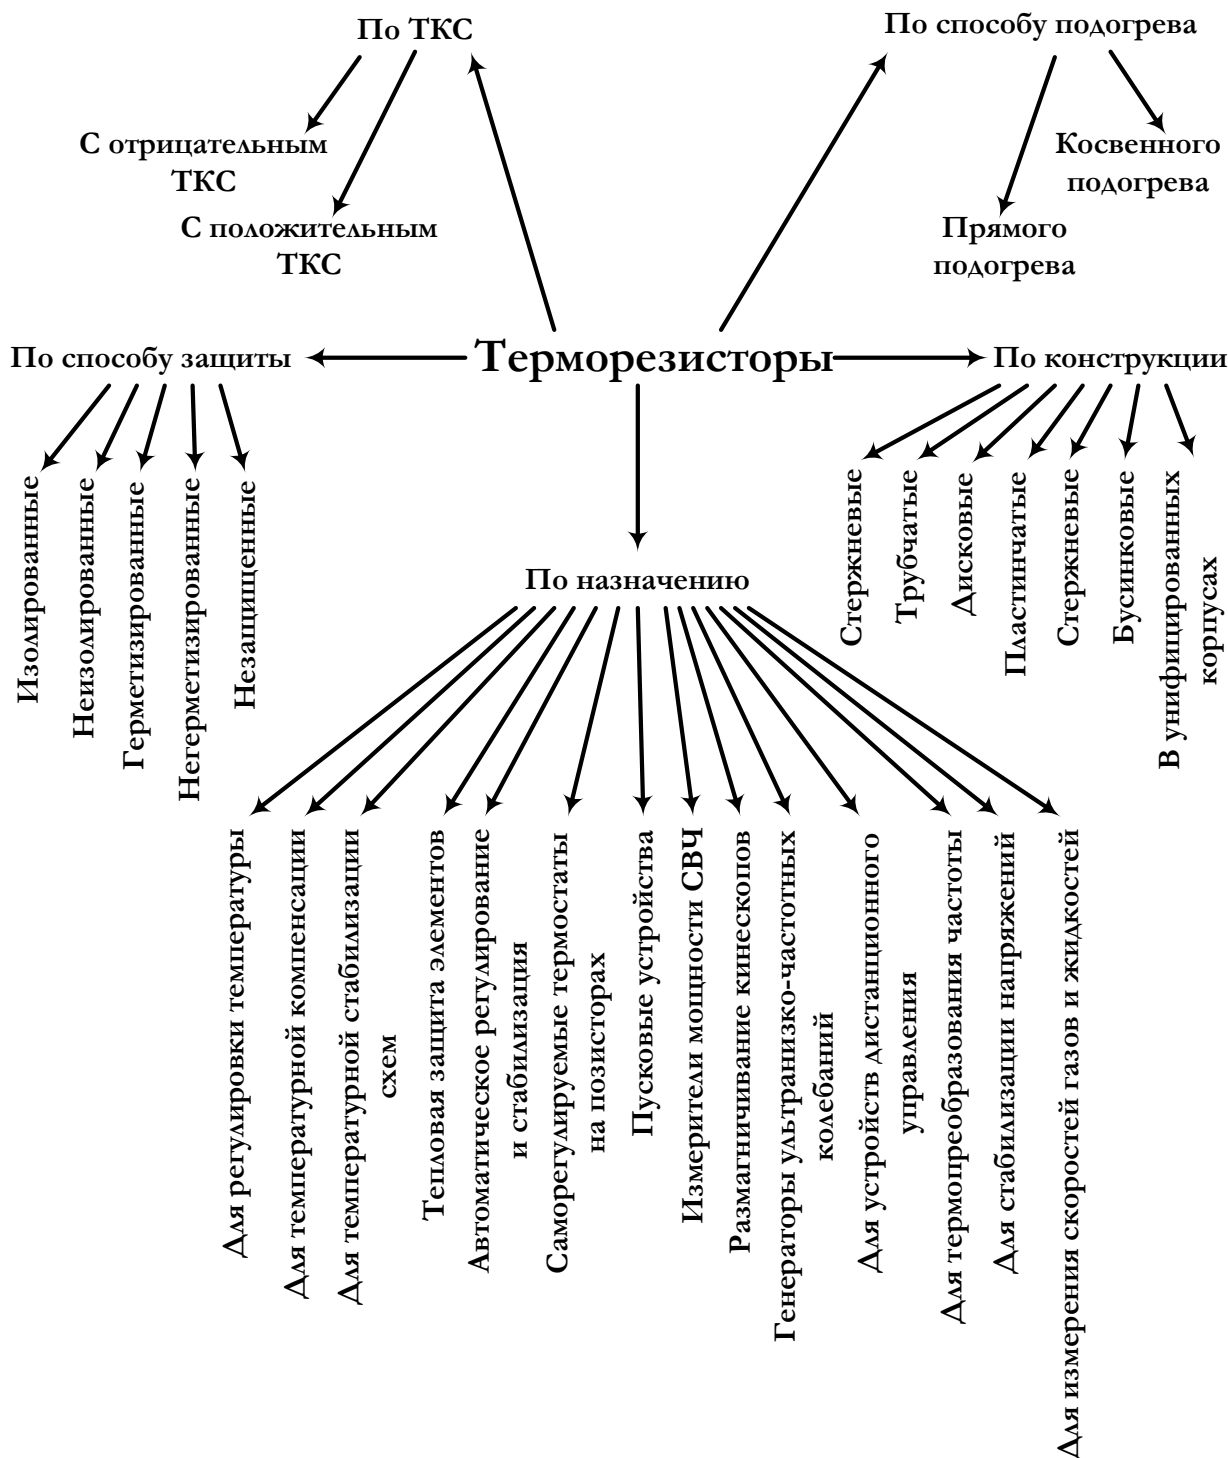 По ТКС
По способу подогрева
С отрицательным
ТКС
С положительным
ТКС
Косвенного
подогрева
Прямого
подогрева
По способу защиты
Терморезисторы
По конструкции
Изолированные
Неизолированные
Герметизированные
Негерметизированные
Незащищенные
Стержневые
Трубчатые
Дисковые
Пластинчатые
Стержневые
Бусинковые
В унифицированных
корпусах
По назначению
Для регулировки температуры
Для температурной компенсации
Для температурной стабилизации
схем
Тепловая защита элементов
Автоматическое регулирование
и стабилизация
Саморегулируемые термостаты
на позисторах
Пусковые устройства
Измерители мощности СВЧ
Размагничивание кинескопов
Генераторы ультранизко-частотных
колебаний
Для устройств дистанционного
управления
Для термопреобразования частоты
Для стабилизации напряжений
Для измерения скоростей газов и жидкостей